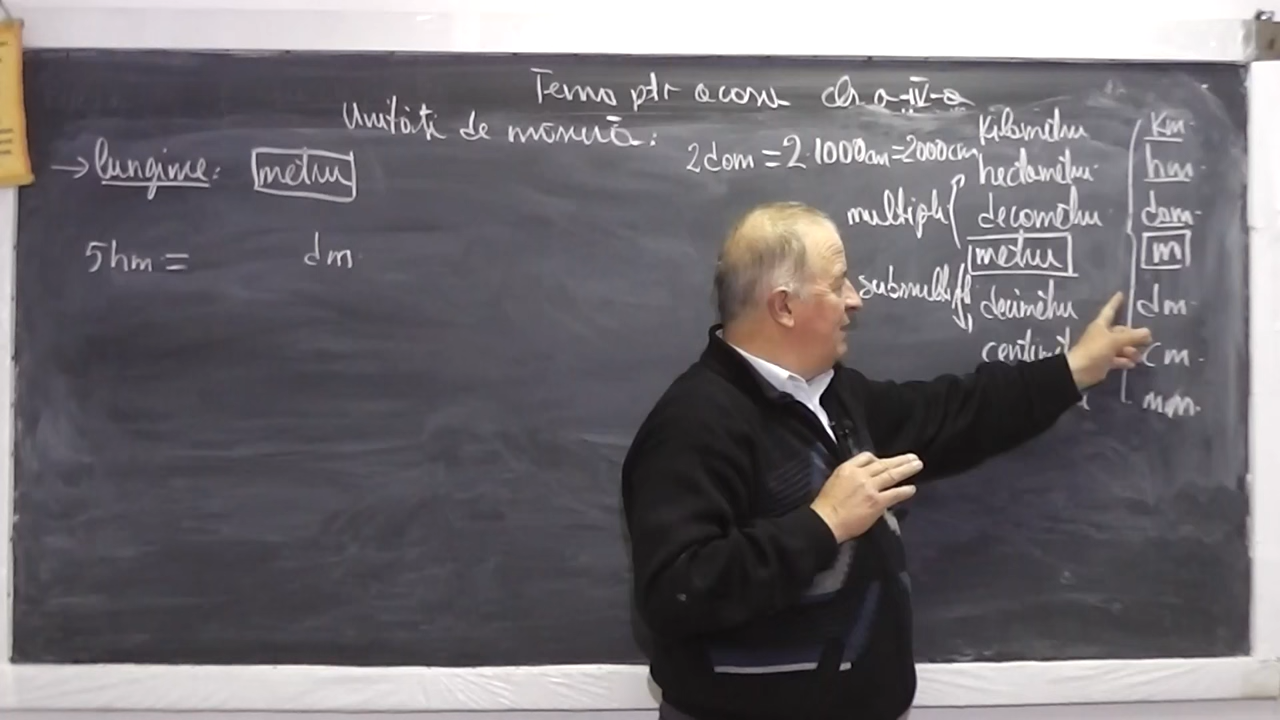 Tema ptr acasă cls a-IV-a
Unități de măsură:
→ lungime: metru
2dam = 2·1000cm = 2000cm
5hm = dm
multipli
submultipli
kilometru km
hectometru hm
decametru dam
metru m
decimetru dm
cm
mm